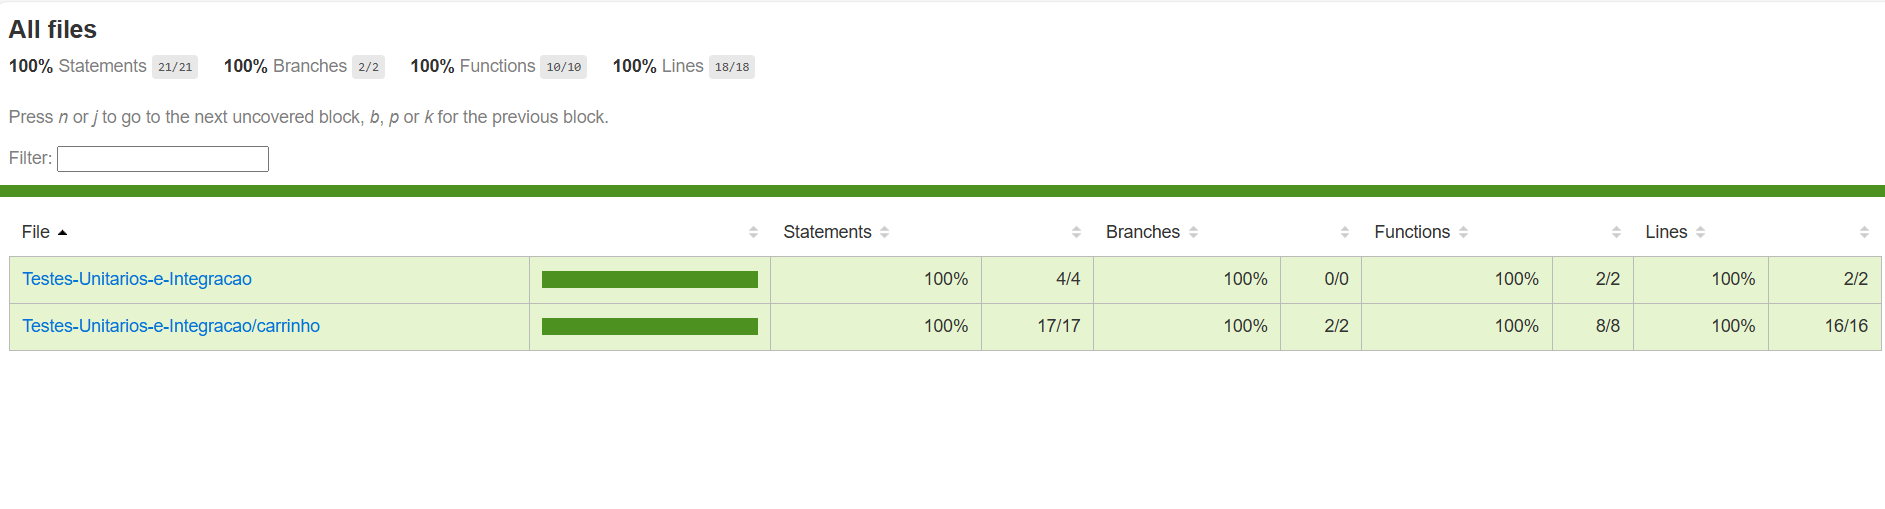 All files
100% Statements 21/21 100% Branches 2/2 100% Functions 10/10 100% Lines 18/18
Press n or j to go to the next uncovered block, b, p or k for the previous block.
Filter:
File Statements Branches Functions Lines
Testes-Unitarios-e-Integracao 100% 4/4 100% 0/0 100% 2/2 100% 2/2
Testes-Unitarios-e-Integracao/carrinho 100% 17/17 100% 2/2 100% 8/8 100% 16/16